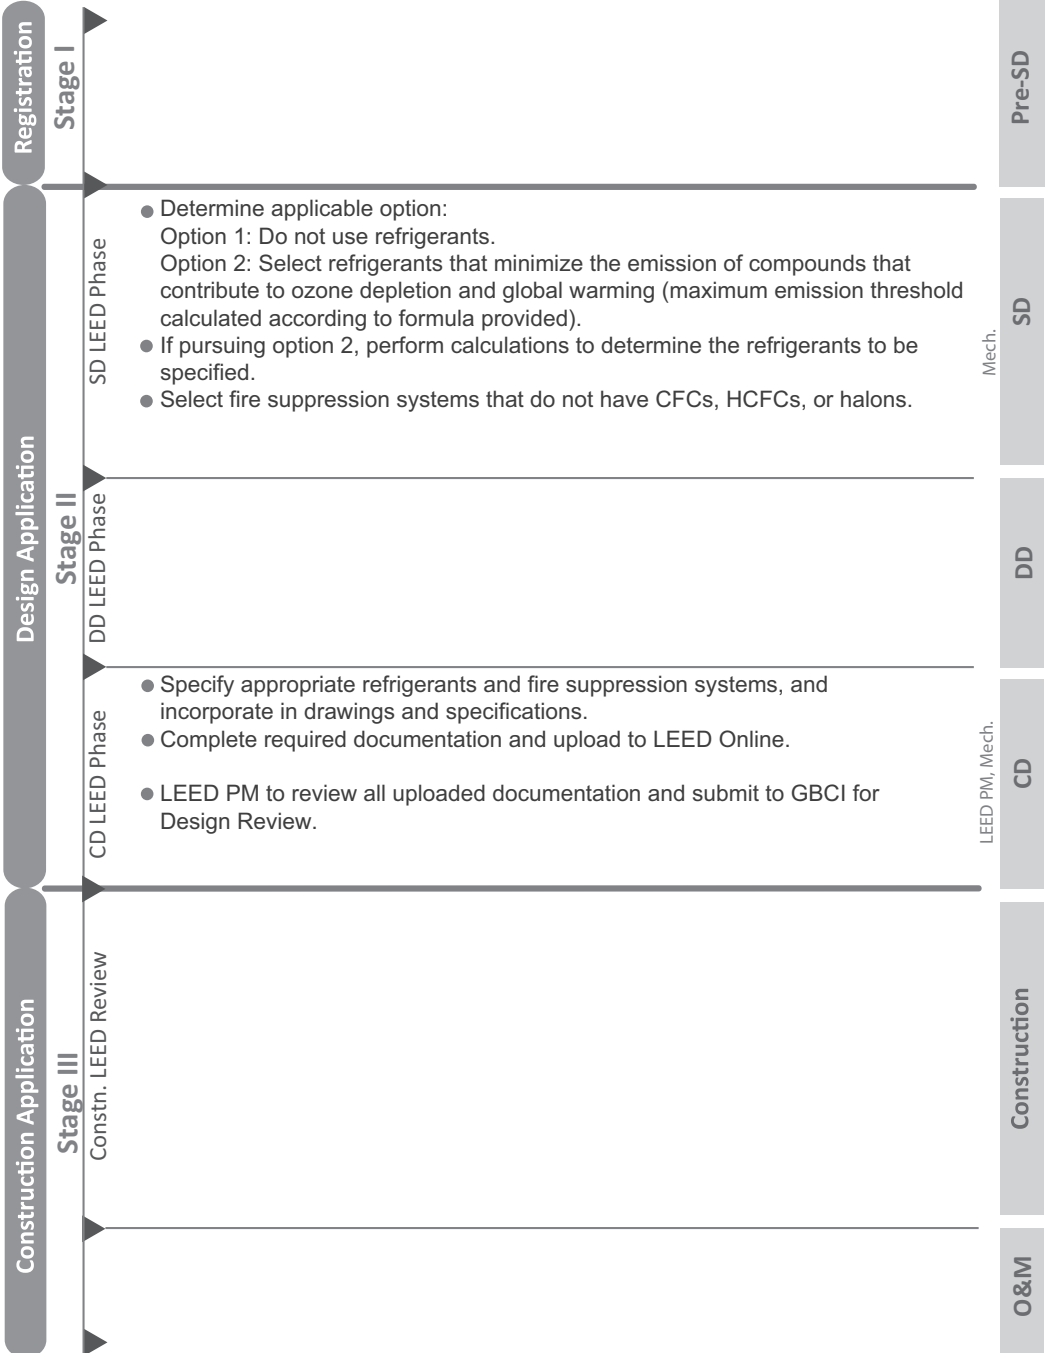 Registration
Stage I
Pre-SD
Design Application
Stage II
SD LEED Phase
● Determine applicable option:
Option 1: Do not use refrigerants.
Option 2: Select refrigerants that minimize the emission of compounds that
contribute to ozone depletion and global warming (maximum emission threshold
calculated according to formula provided).
● If pursuing option 2, perform calculations to determine the refrigerants to be
specified.
● Select fire suppression systems that do not have CFCs, HCFCs, or halons.
Mech.
SD
DD LEED Phase
DD
CD LEED Phase
● Specify appropriate refrigerants and fire suppression systems, and
incorporate in drawings and specifications.
● Complete required documentation and upload to LEED Online.
● LEED PM to review all uploaded documentation and submit to GBCI for
Design Review.
LEED PM, Mech.
CD
Construction Application
Stage III
Constn. LEED Review
Construction
O&M